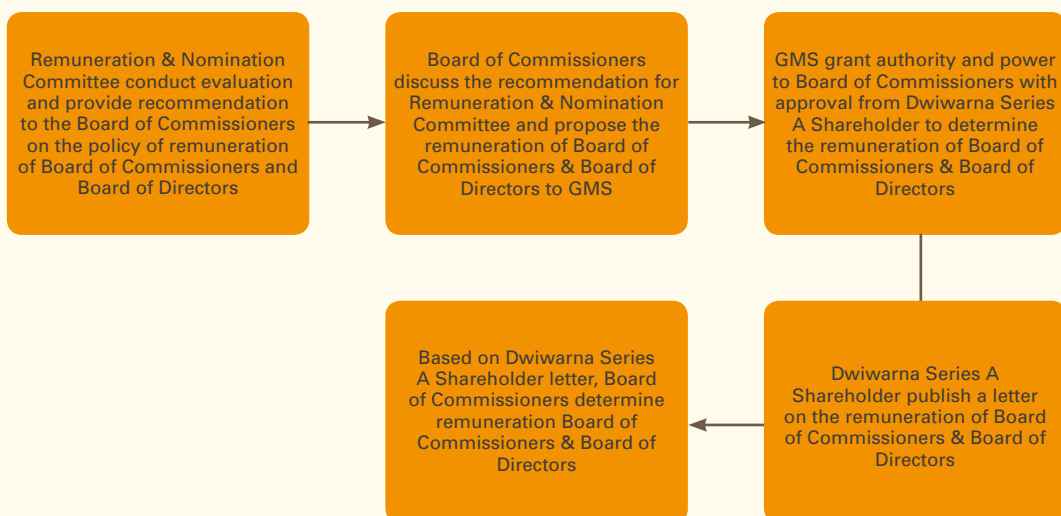 Remuneration & Nomination
Committee conduct evaluation
and provide recommendation
to the Board of Commissioners
on the policy of remuneration
of Board of Commissioners and
Board of Directors
Board of Commissioners
discuss the recommendation for
Remuneration & Nomination
Committee and propose the
remuneration of Board of
Commissioners & Board of
Directors to GMS
GMS grant authority and power
to Board of Commissioners with
approval from Dwiwarna Series
A Shareholder to determine
the remuneration of Board of
Commissioners & Board of
Directors
Dwiwarna Series A
Shareholder publish a letter
on the remuneration of Board
of Commissioners & Board of
Directors
Based on Dwiwarna Series
A Shareholder letter, Board
of Commissioners determine
remuneration Board of
Commissioners & Board of
Directors